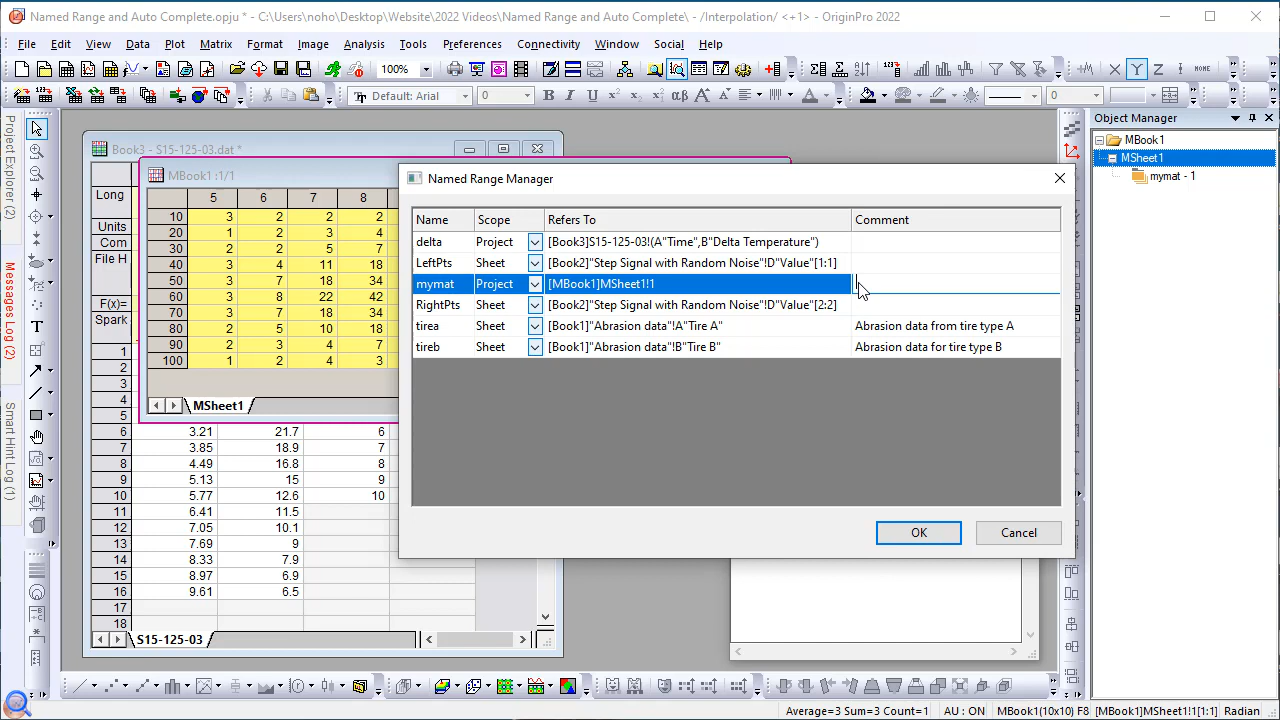 Named Range and Auto Complete.opju * - C:\Users\noho\Desktop\Website\2022 Videos\Named Range and Auto Complete\ - /Interpolation/ <+1> - OriginPro 2022
File Edit View Data Plot Matrix Format Image Analysis Tools Preferences Connectivity Window Social Help
100%
HOME
Default: Arial 0 B I U 0
Project Explorer (2)
Messages Log (1)
Smart Hint Log (1)
Book3 - S15-125-03.dat *
Long
Units
Com
File H
F(x)=
Spark
1
2
3
4
5
6 3.21 21.7 6
7 3.85 18.9 7
8 4.49 16.8 8
9 5.13 15 9
10 5.77 12.6 10
11 6.41 11.5
12 7.05 10.1
13 7.69 9
14 8.33 7.9
15 8.97 6.9
16 9.61 6.5
17
18
S15-125-03
MBook1 :1/1
5 6 7 8
10 3 2 2 2
20 1 2 3 4
30 2 2 5 7
40 3 4 11 18
50 3 7 18 34
60 3 8 22 42
70 3 7 18 34
80 2 5 10 18
90 2 3 4 7
100 1 2 4 3
MSheet1
Named Range Manager
Name Scope Refers To Comment
delta Project [Book3]S15-125-03!(A"Time",B"Delta Temperature")
LeftPts Sheet [Book2]"Step Signal with Random Noise"!D"Value"[1:1]
mymat Project [MBook1]MSheet1!1
RightPts Sheet [Book2]"Step Signal with Random Noise"!D"Value"[2:2]
tirea Sheet [Book1]"Abrasion data"!A"Tire A" Abrasion data from tire type A
tireb Sheet [Book1]"Abrasion data"!B"Tire B" Abrasion data for tire type B
OK Cancel
Object Manager
MBook1
MSheet1
mymat - 1
Average=3 Sum=3 Count=1 AU : ON MBook1(10x10) F8 [MBook1]MSheet1!1[1:1] Radian